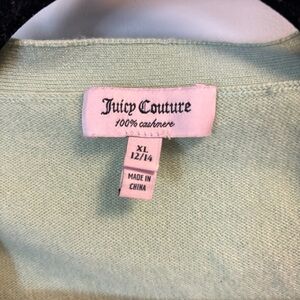 Juicy Couture
100% cashmere
XL
12/14
MADE IN
CHINA